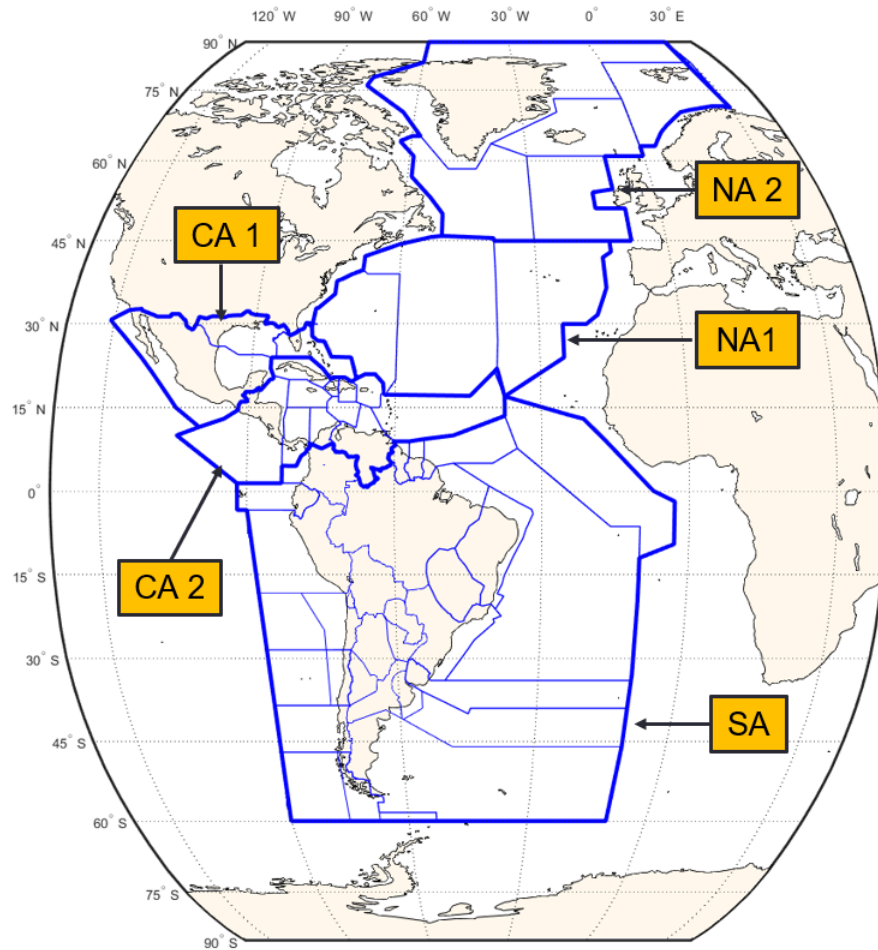 120° W 90° W 60° W 30° W 0° 30° E
90° N
75° N
60° N
NA 2
CA 1
45° N
30° N
NA1
15° N
0°
CA 2
15° S
30° S
SA
45° S
60° S
75° S
90° S